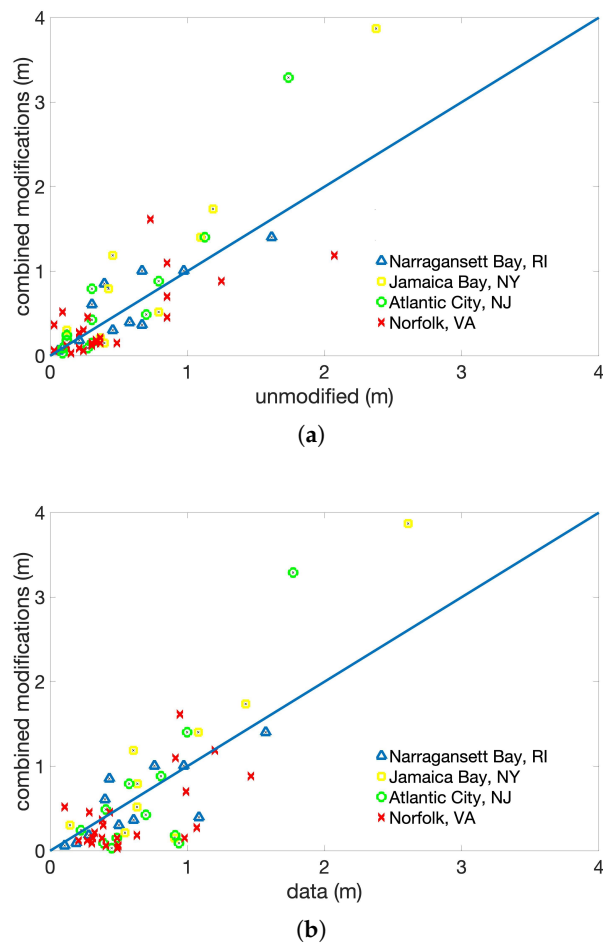 4
3
2
1
0
combined modifications (m)
Narragansett Bay, RI
Jamaica Bay, NY
Atlantic City, NJ
Norfolk, VA
0 1 2 3 4
unmodified (m)
(a)
4
3
2
1
0
combined modifications (m)
Narragansett Bay, RI
Jamaica Bay, NY
Atlantic City, NJ
Norfolk, VA
0 1 2 3 4
data (m)
(b)